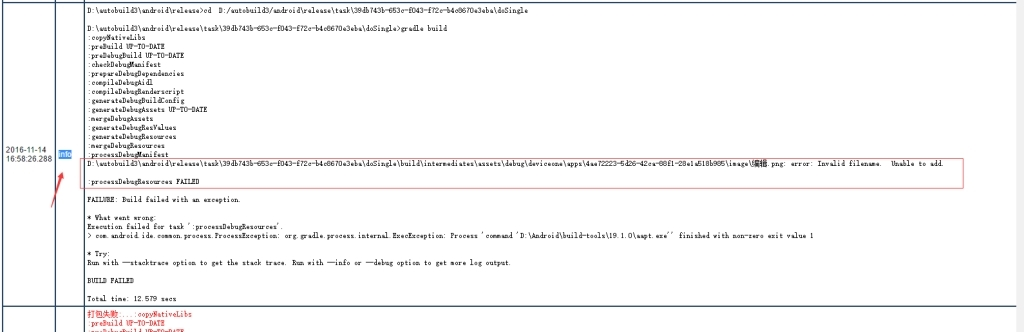 D:\autobuild3\android\release>cd  D:/autobuild3/android/release\task\39db743b-653c-f043-f72c-b4c8670e3eba\doSingle
D:\autobuild3\android\release\task\39db743b-653c-f043-f72c-b4c8670e3eba\doSingle>gradle build
:copyNativeLibs
:preBuild UP-TO-DATE
:preDebugBuild UP-TO-DATE
:checkDebugManifest
:prepareDebugDependencies
:compileDebugAidl
:compileDebugRenderscript
:generateDebugBuildConfig
:generateDebugAssets UP-TO-DATE
:mergeDebugAssets
:generateDebugResValues
:generateDebugResources
:mergeDebugResources
2016-11-14
16:58:26.288
info
:processDebugManifest
D:\autobuild3\android\release\task\39db743b-653c-f043-f72c-b4c8670e3eba\doSingle\build\intermediates\assets\debug\deviceone\apps\4ae72223-5d26-42ca-88f1-28e1a518b985\image\编辑.png: error: Invalid filename.  Unable to add.
:processDebugResources FAILED
FAILURE: Build failed with an exception.
* What went wrong:
Execution failed for task ':processDebugResources'.
> com.android.ide.common.process.ProcessException: org.gradle.process.internal.ExecException: Process 'command 'D:\Android\build-tools\19.1.0\aapt.exe'' finished with non-zero exit value 1
* Try:
Run with --stacktrace option to get the stack trace. Run with --info or --debug option to get more log output.
BUILD FAILED
Total time: 12.579 secs
打包失败:...:copyNativeLibs
:preBuild UP-TO-DATE